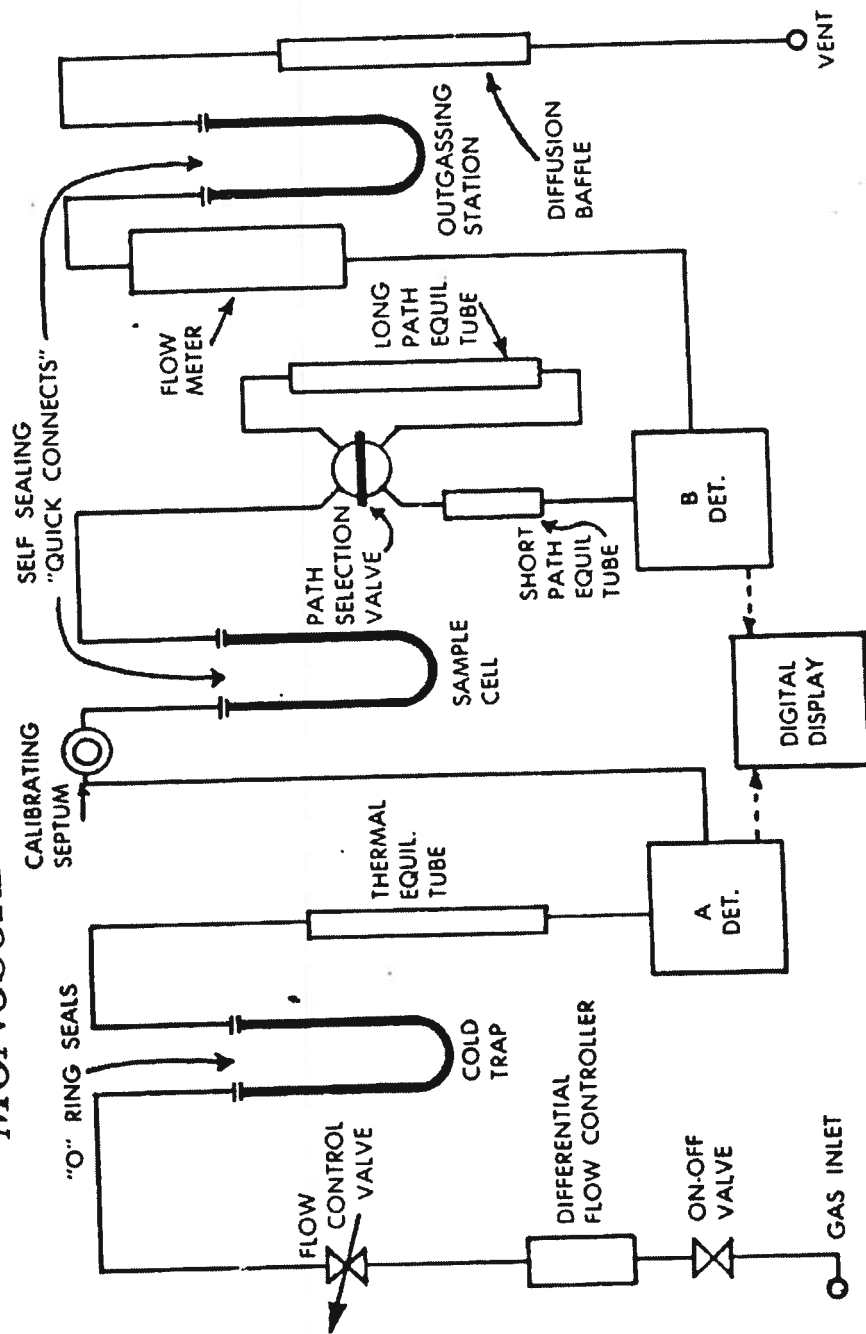 "O" RING SEALS
CALIBRATING
SEPTUM
SELF SEALING
"QUICK CONNECTS"
FLOW
CONTROL
VALVE
COLD
TRAP
THERMAL
EQUIL.
TUBE
SAMPLE
CELL
PATH
SELECTION
VALVE
FLOW
METER
LONG
PATH
EQUIL
TUBE
OUTGASSING
STATION
DIFFUSION
BAFFLE
DIFFERENTIAL
FLOW CONTROLLER
ON-OFF
VALVE
GAS INLET
A
DET.
SHORT
PATH
EQUIL
TUBE
B
DET.
DIGITAL
DISPLAY
VENT